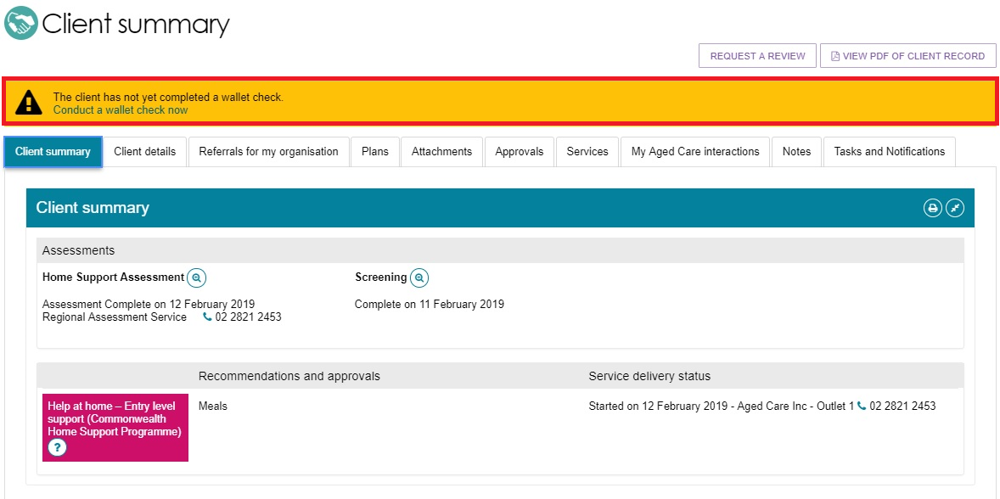 Client summary
REQUEST A REVIEW
VIEW PDF OF CLIENT RECORD
The client has not yet completed a wallet check.
Conduct a wallet check now
Client summary
Client details
Referrals for my organisation
Plans
Attachments
Approvals
Services
My Aged Care interactions
Notes
Tasks and Notifications
Client summary
Assessments
Home Support Assessment
Assessment Complete on 12 February 2019
Regional Assessment Service 02 2821 2453
Screening
Complete on 11 February 2019
Recommendations and approvals
Service delivery status
Help at home – Entry level
support (Commonwealth
Home Support Programme)
?
Meals
Started on 12 February 2019 - Aged Care Inc - Outlet 1 02 2821 2453